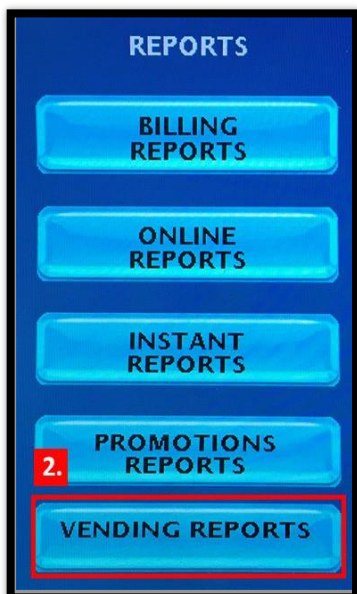 REPORTS
BILLING
REPORTS
ONLINE
REPORTS
INSTANT
REPORTS
PROMOTIONS
REPORTS
2.
VENDING REPORTS